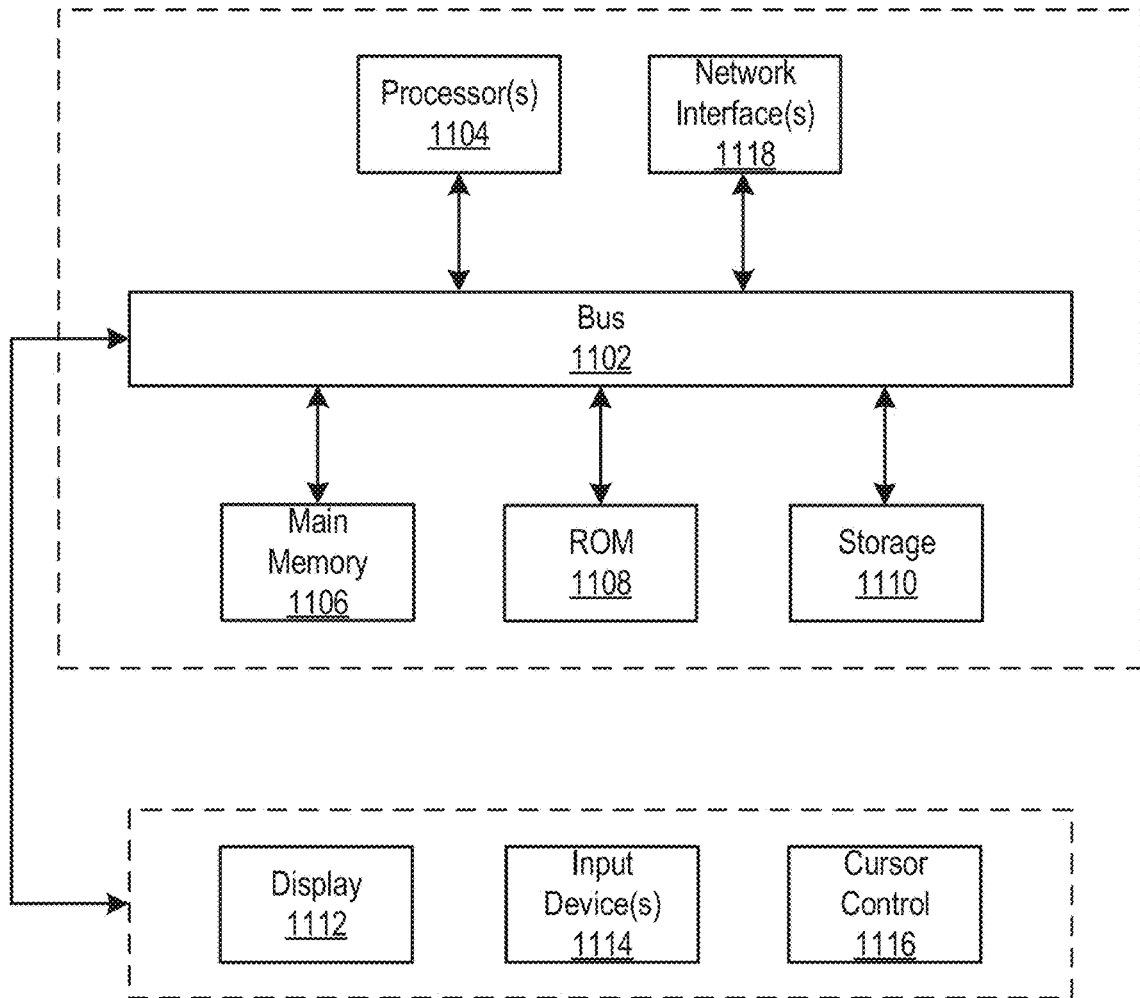 Processor(s)
1104
Network
Interface(s)
1118
Bus
1102
Main
Memory
1106
ROM
1108
Storage
1110
Display
1112
Input
Device(s)
1114
Cursor
Control
1116